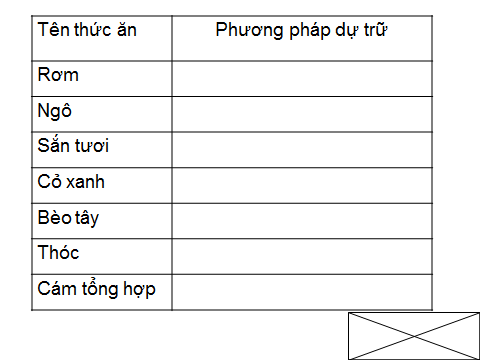 Tên thức ăn Phương pháp dự trữ
Rơm
Ngô
Sắn tươi
Cỏ xanh
Bèo tây
Thóc
Cám tổng hợp